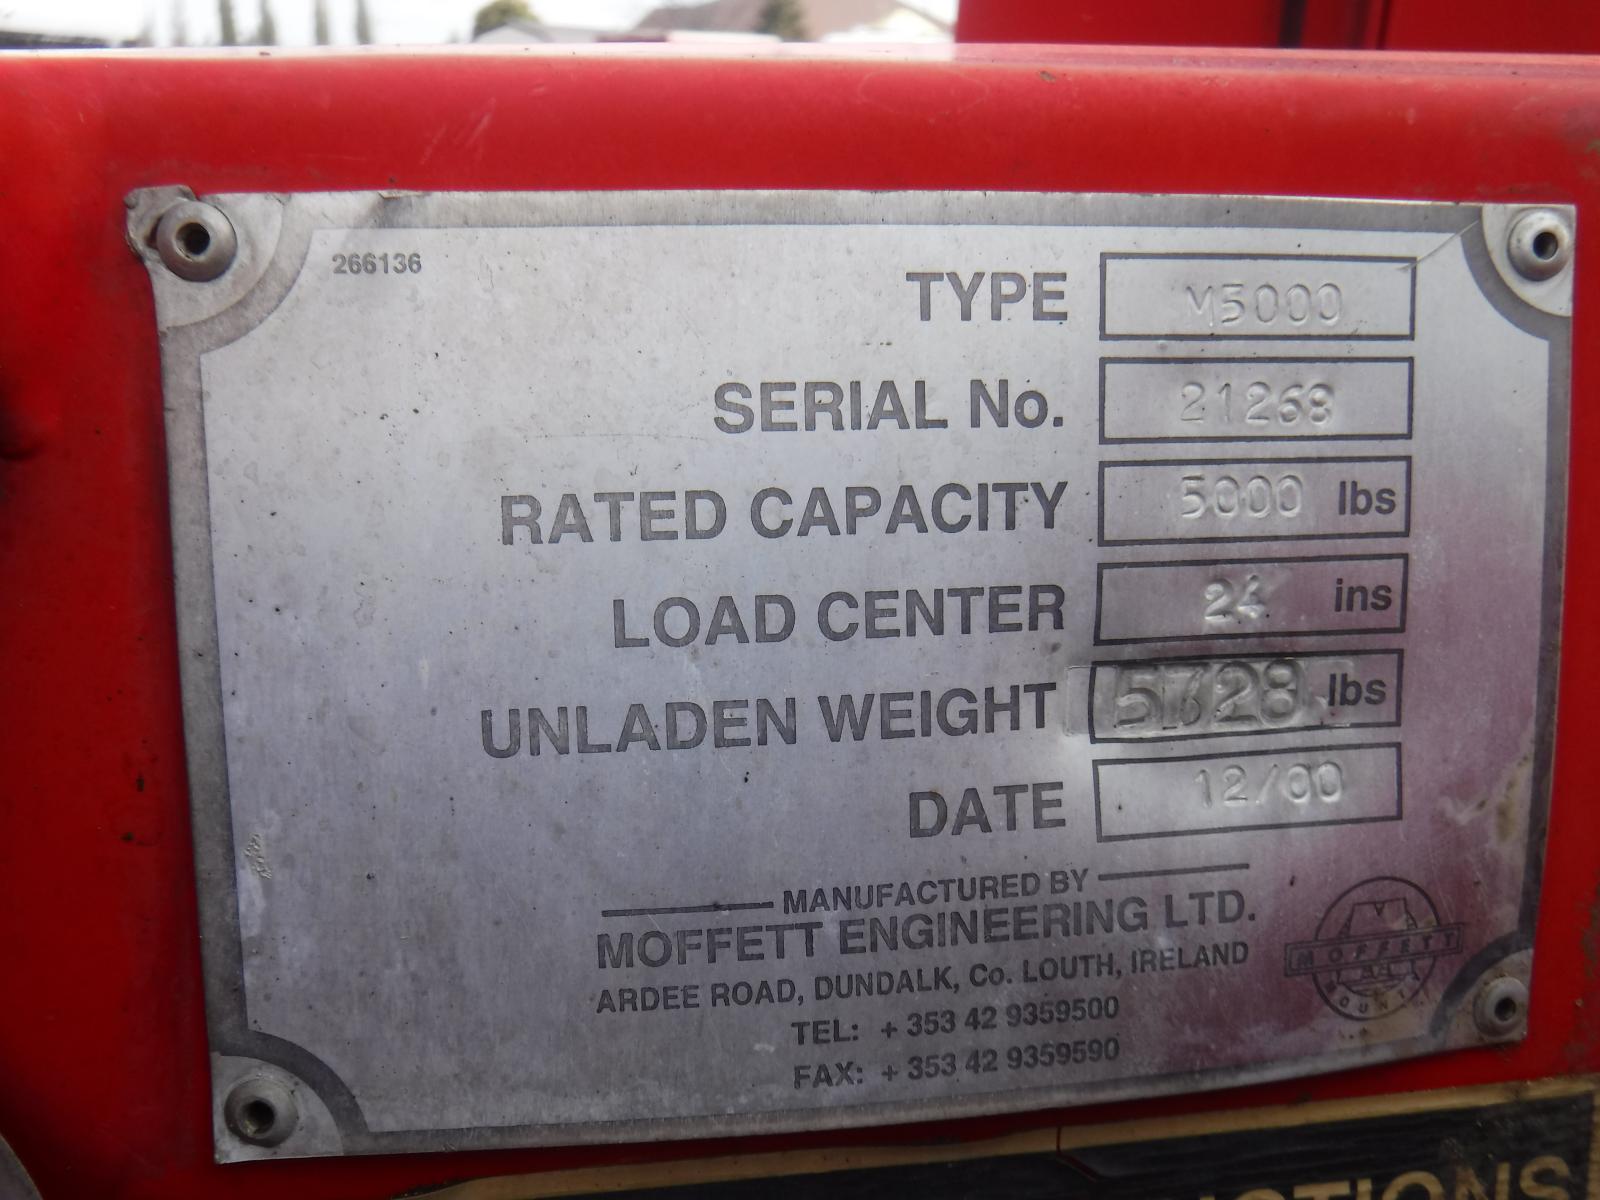 266136
TYPE M5000
SERIAL No. 21268
RATED CAPACITY 5000 lbs
LOAD CENTER 24 ins
UNLADEN WEIGHT lbs
DATE 12/00
MANUFACTURED BY
MOFFETT ENGINEERING LTD.
ARDEE ROAD, DUNDALK, Co. LOUTH, IRELAND
TEL: + 353 42 9359500
FAX: + 353 42 9359590
MOFFETT